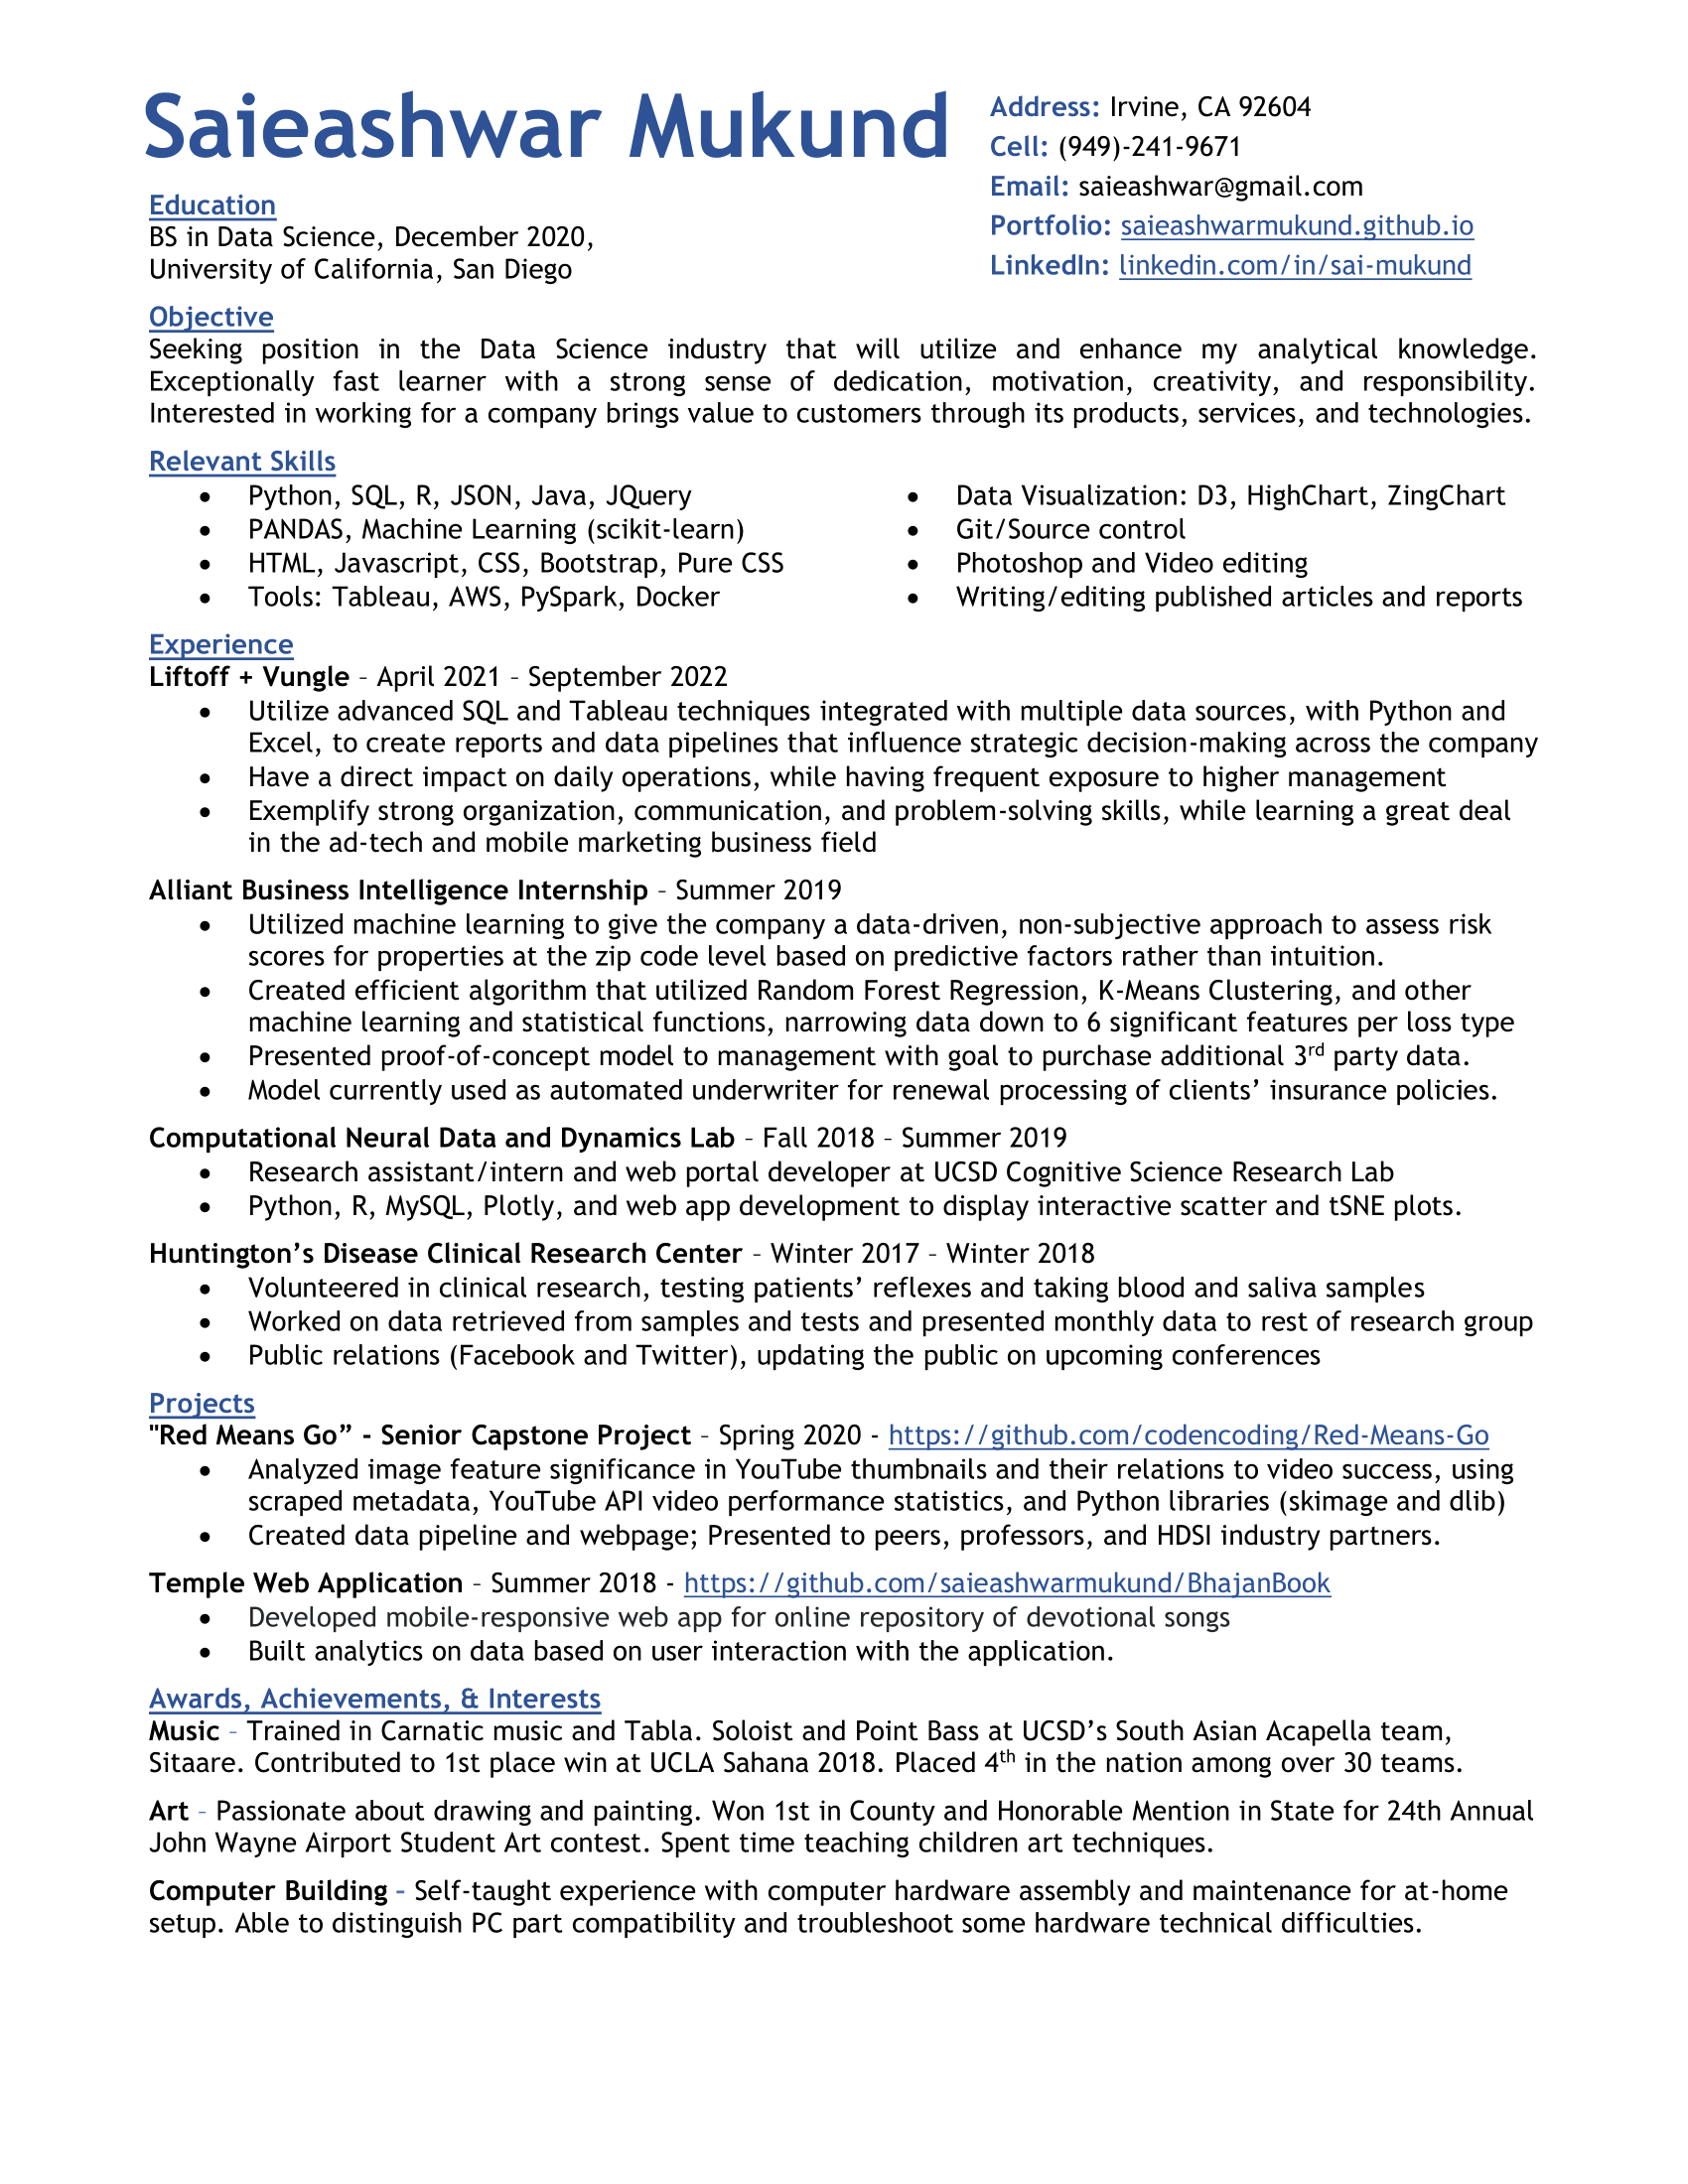 Saieashwar Mukund
Address: Irvine, CA 92604
Cell: (949)-241-9671
Email: saieashwar@gmail.com
Portfolio: saieashwarmukund.github.io
LinkedIn: linkedin.com/in/sai-mukund
Education
BS in Data Science, December 2020,
University of California, San Diego
Objective
Seeking position in the Data Science industry that will utilize and enhance my analytical knowledge.
Exceptionally fast learner with a strong sense of dedication, motivation, creativity, and responsibility.
Interested in working for a company brings value to customers through its products, services, and technologies.
Relevant Skills
• Python, SQL, R, JSON, Java, JQuery
• PANDAS, Machine Learning (scikit-learn)
• HTML, Javascript, CSS, Bootstrap, Pure CSS
• Tools: Tableau, AWS, PySpark, Docker
• Data Visualization: D3, HighChart, ZingChart
• Git/Source control
• Photoshop and Video editing
• Writing/editing published articles and reports
Experience
Liftoff + Vungle – April 2021 – September 2022
• Utilize advanced SQL and Tableau techniques integrated with multiple data sources, with Python and
Excel, to create reports and data pipelines that influence strategic decision-making across the company
• Have a direct impact on daily operations, while having frequent exposure to higher management
• Exemplify strong organization, communication, and problem-solving skills, while learning a great deal
in the ad-tech and mobile marketing business field
Alliant Business Intelligence Internship – Summer 2019
• Utilized machine learning to give the company a data-driven, non-subjective approach to assess risk
scores for properties at the zip code level based on predictive factors rather than intuition.
• Created efficient algorithm that utilized Random Forest Regression, K-Means Clustering, and other
machine learning and statistical functions, narrowing data down to 6 significant features per loss type
• Presented proof-of-concept model to management with goal to purchase additional 3rd party data.
• Model currently used as automated underwriter for renewal processing of clients’ insurance policies.
Computational Neural Data and Dynamics Lab – Fall 2018 – Summer 2019
• Research assistant/intern and web portal developer at UCSD Cognitive Science Research Lab
• Python, R, MySQL, Plotly, and web app development to display interactive scatter and tSNE plots.
Huntington’s Disease Clinical Research Center – Winter 2017 – Winter 2018
• Volunteered in clinical research, testing patients’ reflexes and taking blood and saliva samples
• Worked on data retrieved from samples and tests and presented monthly data to rest of research group
• Public relations (Facebook and Twitter), updating the public on upcoming conferences
Projects
"Red Means Go” - Senior Capstone Project – Spring 2020 - https://github.com/codencoding/Red-Means-Go
• Analyzed image feature significance in YouTube thumbnails and their relations to video success, using
scraped metadata, YouTube API video performance statistics, and Python libraries (skimage and dlib)
• Created data pipeline and webpage; Presented to peers, professors, and HDSI industry partners.
Temple Web Application – Summer 2018 - https://github.com/saieashwarmukund/BhajanBook
• Developed mobile-responsive web app for online repository of devotional songs
• Built analytics on data based on user interaction with the application.
Awards, Achievements, & Interests
Music – Trained in Carnatic music and Tabla. Soloist and Point Bass at UCSD’s South Asian Acapella team,
Sitaare. Contributed to 1st place win at UCLA Sahana 2018. Placed 4th in the nation among over 30 teams.
Art – Passionate about drawing and painting. Won 1st in County and Honorable Mention in State for 24th Annual
John Wayne Airport Student Art contest. Spent time teaching children art techniques.
Computer Building – Self-taught experience with computer hardware assembly and maintenance for at-home
setup. Able to distinguish PC part compatibility and troubleshoot some hardware technical difficulties.